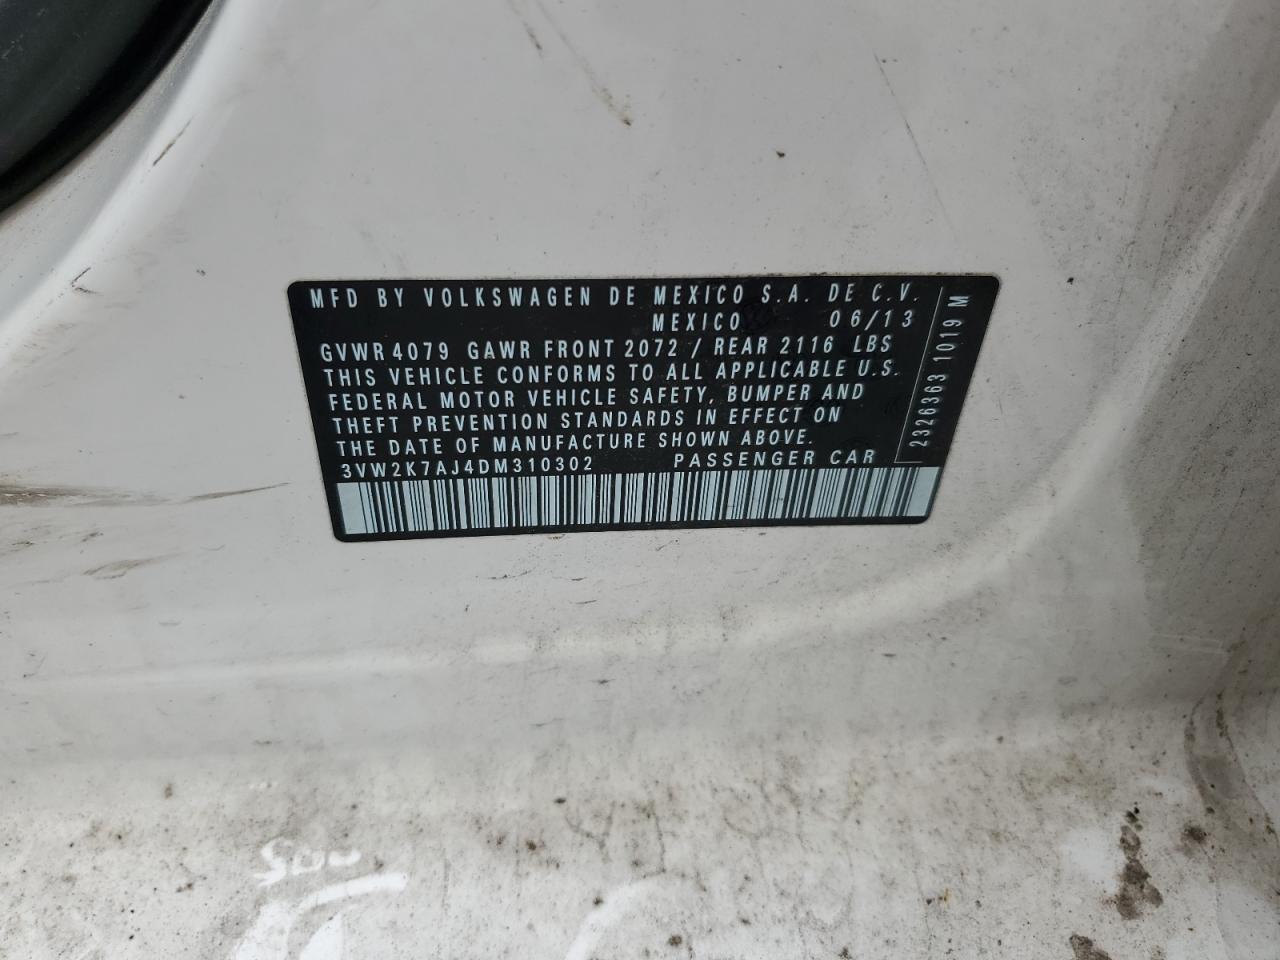 MFD BY VOLKSWAGEN DE MEXICO S.A. DE C.V.
MEXICO 06/13
GVWR 4079 GAWR FRONT 2072 / REAR 2116 LBS
THIS VEHICLE CONFORMS TO ALL APPLICABLE U.S.
FEDERAL MOTOR VEHICLE SAFETY, BUMPER AND
THEFT PREVENTION STANDARDS IN EFFECT ON
THE DATE OF MANUFACTURE SHOWN ABOVE.
3VW2K7AJ4DM310302 PASSENGER CAR
2326363 1019 M